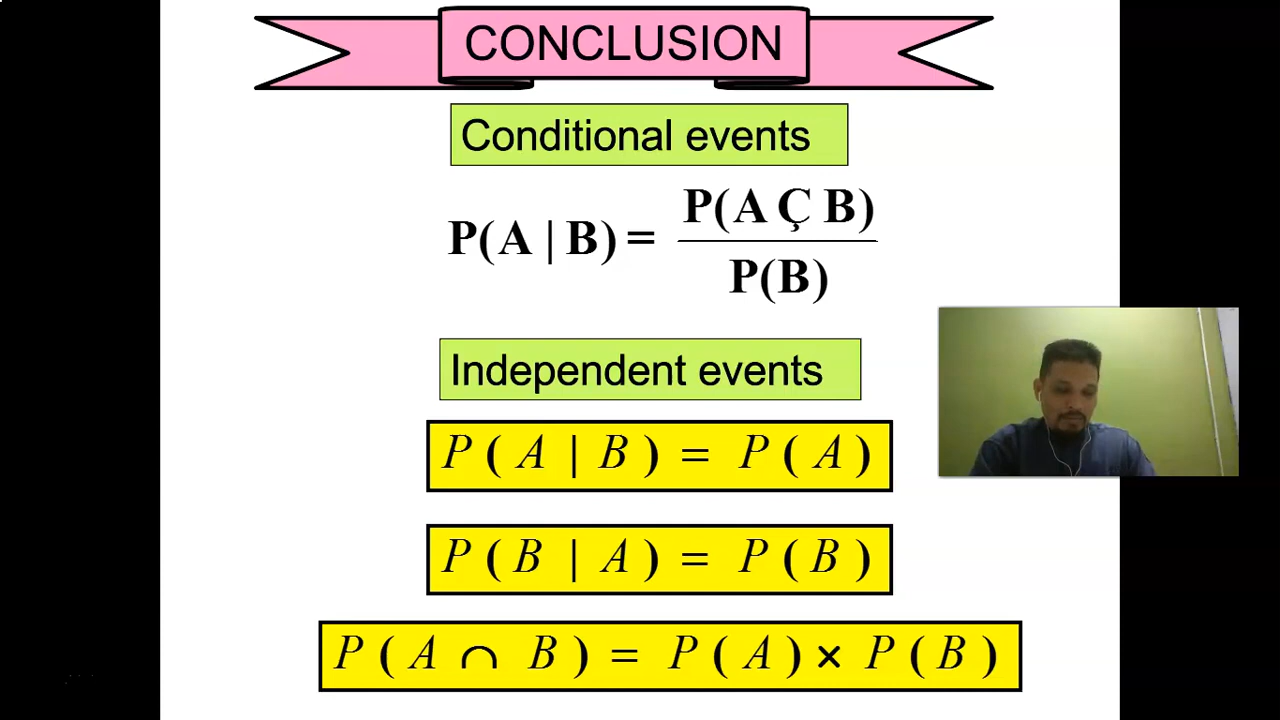 CONCLUSION
Conditional events
P(A | B) = P(A Ç B) / P(B)
Independent events
P ( A | B ) = P ( A )
P ( B | A ) = P ( B )
P ( A ∩ B ) = P ( A ) × P ( B )